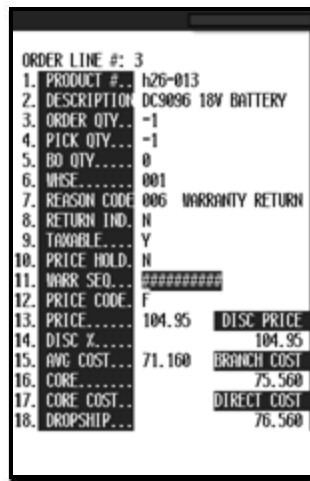 ORDER LINE #: 3
1. PRODUCT #.. h26-013
2. DESCRIPTION DC9096 18V BATTERY
3. ORDER QTY.. -1
4. PICK QTY... -1
5. BO QTY..... 0
6. WHSE....... 001
7. REASON CODE 006 WARRANTY RETURN
8. RETURN IND. N
9. TAXABLE.... Y
10. PRICE HOLD. N
11. WARR SEQ... ##########
12. PRICE CODE. F
13. PRICE...... 104.95 DISC PRICE
14. DISC %..... 104.95
15. AVG COST... 71.160 BRANCH COST
16. CORE....... 75.560
17. CORE COST.. DIRECT COST
18. DROPSHIP... 76.560